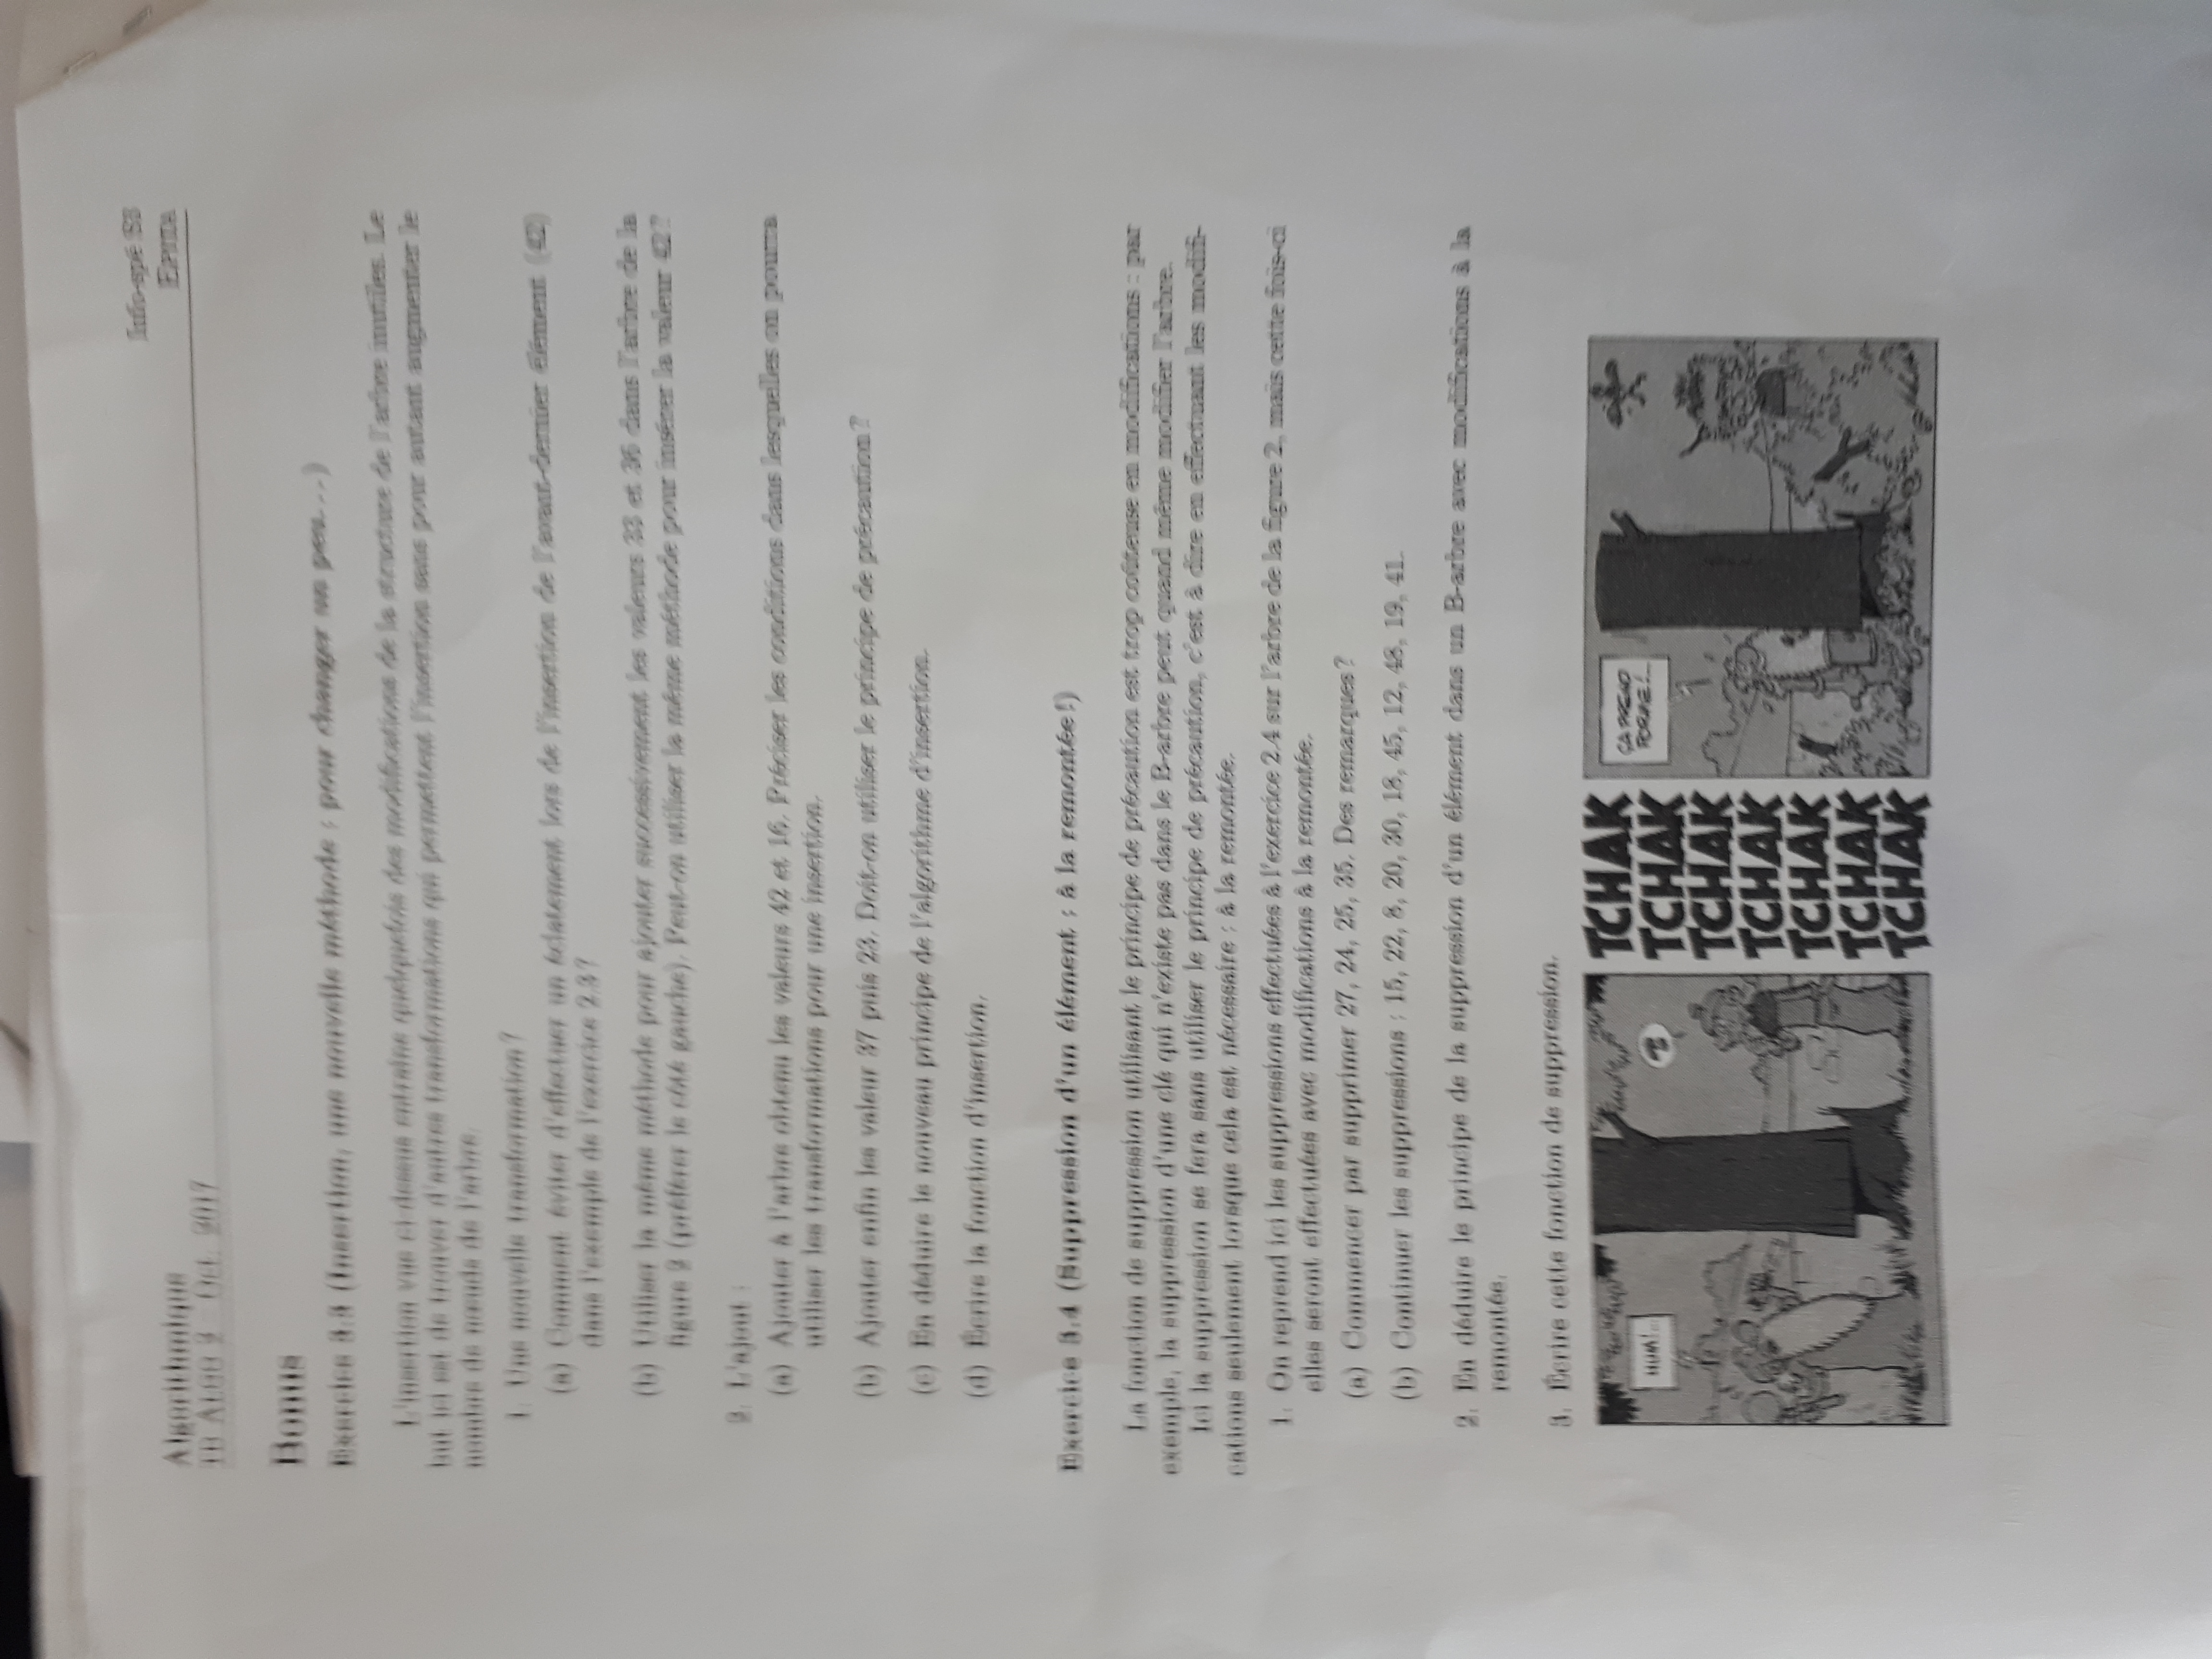 Algorithmique
TD Algo 3 – Oct. 2017
Info-spé S3
Epita
Bonus
Exercice 3.3 (Insertion, une nouvelle méthode : pour changer un peu...)
L'insertion vue ci-dessus entraîne quelquefois des modifications de la structure de l'arbre inutiles. Le
but ici est de trouver d'autres transformations qui permettent l'insertion sans pour autant augmenter le
nombre de nœuds de l'arbre.
1. Une nouvelle transformation ?
(a) Comment éviter d'effectuer un éclatement lors de l'insertion de l'avant-dernier élément (42)
dans l'exemple de l'exercice 2.3 ?
(b) Utiliser la même méthode pour ajouter successivement les valeurs 33 et 36 dans l'arbre de la
figure 2 (préférer le côté gauche). Peut-on utiliser la même méthode pour insérer la valeur 42 ?
2. L'ajout :
(a) Ajouter à l'arbre obtenu les valeurs 42 et 16. Préciser les conditions dans lesquelles on pourra
utiliser les transformations pour une insertion.
(b) Ajouter enfin les valeur 37 puis 23. Doit-on utiliser le principe de précaution ?
(c) En déduire le nouveau principe de l'algorithme d'insertion.
(d) Écrire la fonction d'insertion.
Exercice 3.4 (Suppression d'un élément : à la remontée !)
La fonction de suppression utilisant le principe de précaution est trop coûteuse en modifications : par
exemple, la suppression d'une clé qui n'existe pas dans le B-arbre peut quand même modifier l'arbre.
Ici la suppression se fera sans utiliser le principe de précaution, c'est à dire en effectuant les modifi-
cations seulement lorsque cela est nécessaire : à la remontée.
1. On reprend ici les suppressions effectuées à l'exercice 2.4 sur l'arbre de la figure 2, mais cette fois-ci
elles seront effectuées avec modifications à la remontée.
(a) Commencer par supprimer 27, 24, 25, 35. Des remarques ?
(b) Continuer les suppressions : 15, 22, 8, 20, 30, 18, 45, 12, 48, 19, 41.
2. En déduire le principe de la suppression d'un élément dans un B-arbre avec modifications à la
remontée.
3. Écrire cette fonction de suppression.
?
TCHAK
TCHAK
TCHAK
TCHAK
TCHAK
TCHAK
TCHAK